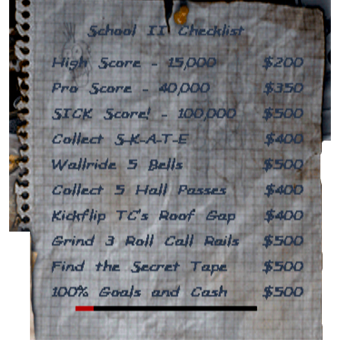 School II Checklist
High Score - 15,000 $200
Pro Score - 40,000 $350
SICK Score! - 100,000 $500
Collect S-K-A-T-E $400
Wallride 5 Bells $500
Collect 5 Hall Passes $400
Kickflip TC's Roof Gap $400
Grind 3 Roll Call Rails $500
Find the Secret Tape $500
100% Goals and Cash $500